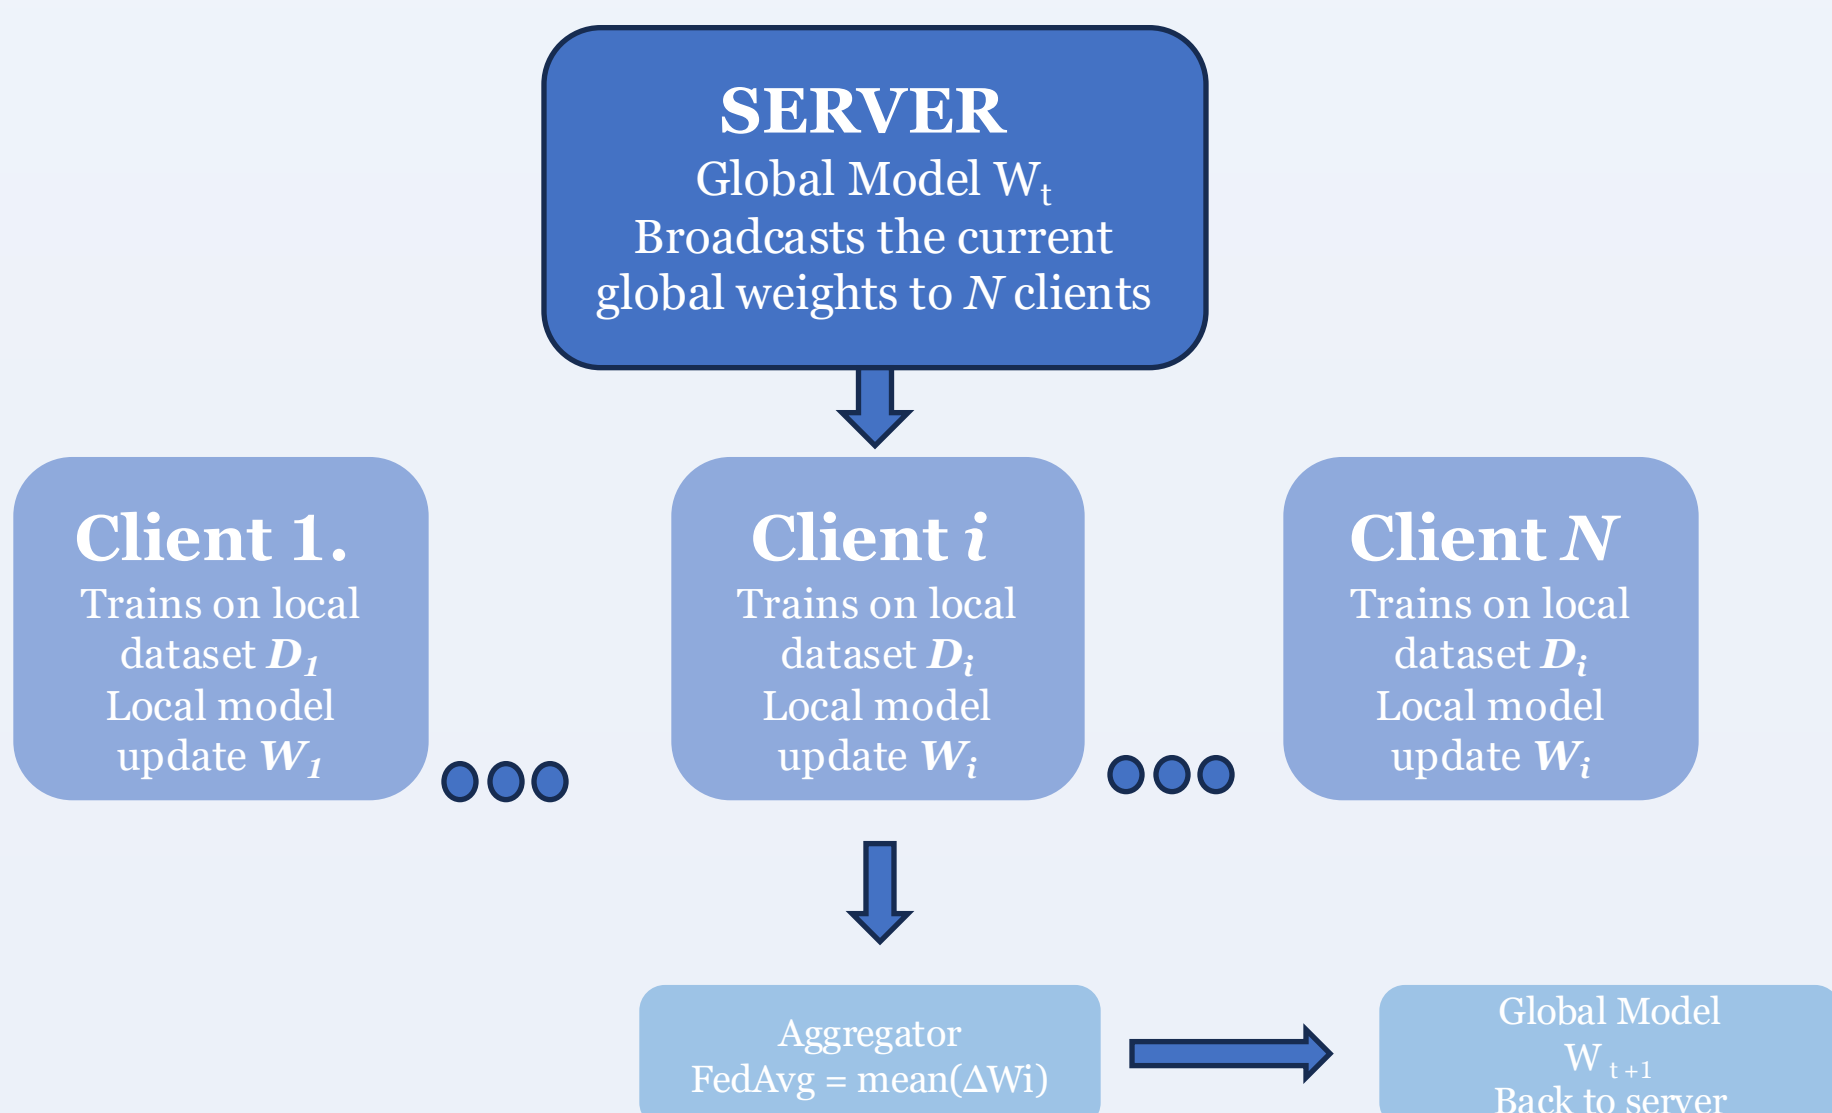 SERVER
Global Model Wt
Broadcasts the current
global weights to N clients
Client 1.
Trains on local
dataset D1
Local model
update W1
Client i
Trains on local
dataset Di
Local model
update Wi
Client N
Trains on local
dataset Di
Local model
update Wi
Aggregator
FedAvg = mean(ΔWi)
Global Model
W t+1
Back to server